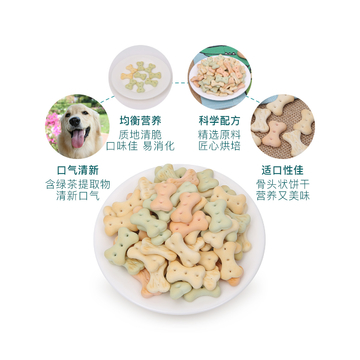 均衡营养
质地清脆
口味佳 易消化
科学配方
精选原料
匠心烘培
口气清新
含绿茶提取物
清新口气
适口性佳
骨头状饼干
营养又美味